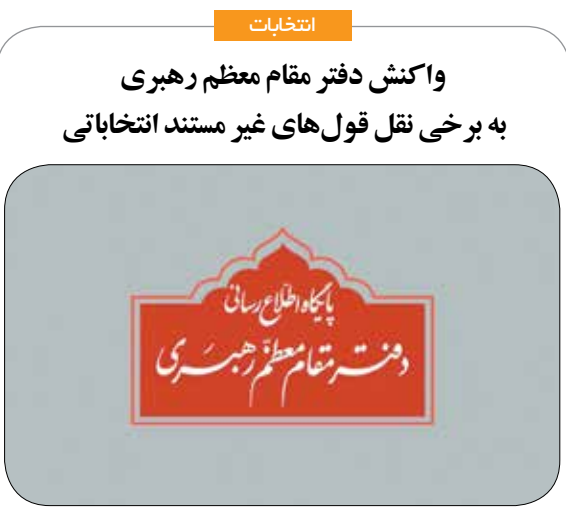 انتخابات
واکنش دفتر مقام معظم رهبری
به برخی نقل قول‌های غیر مستند انتخاباتی
پایگاه اطلاع رسانی
دفتر مقام معظّم رهبری